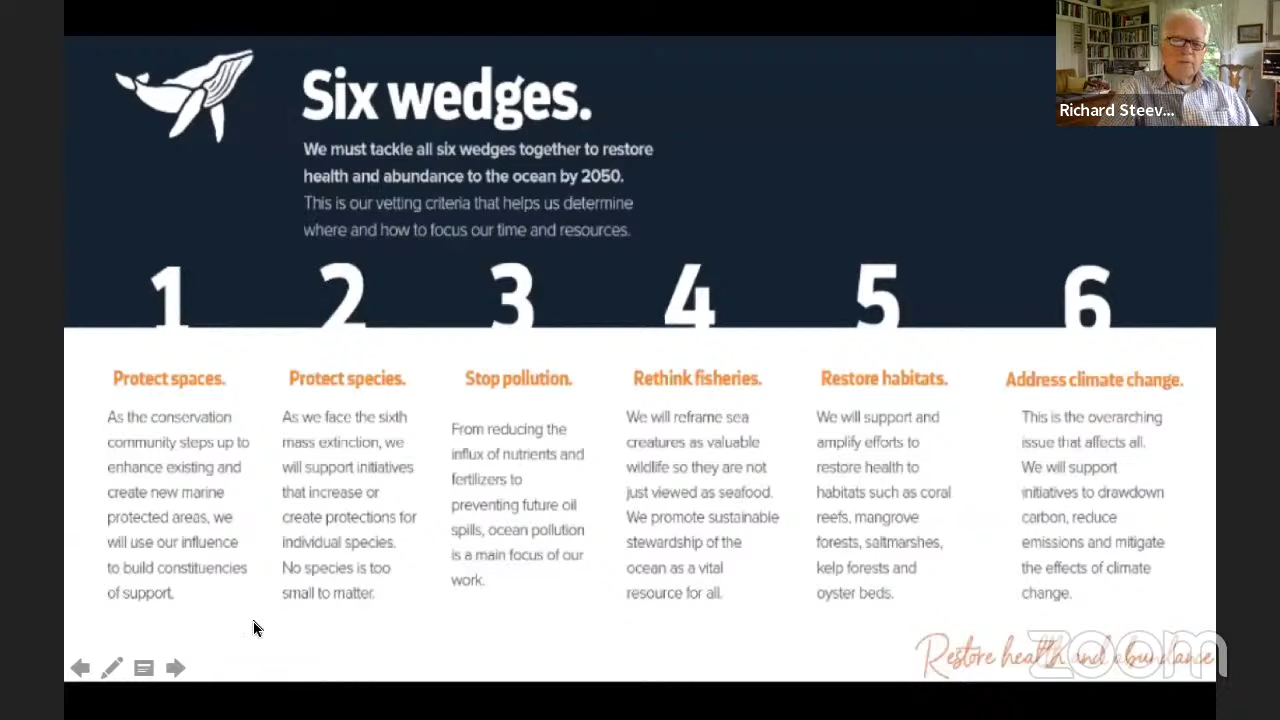 Richard Steev...
Six wedges.
We must tackle all six wedges together to restore
health and abundance to the ocean by 2050.
This is our vetting criteria that helps us determine
where and how to focus our time and resources.
1
2
3
4
5
6
Protect spaces.
As the conservation
community steps up to
enhance existing and
create new marine
protected areas, we
will use our influence
to build constituencies
of support.
Protect species.
As we face the sixth
mass extinction, we
will support initiatives
that increase or
create protections for
individual species.
No species is too
small to matter.
Stop pollution.
From reducing the
influx of nutrients and
fertilizers to
preventing future oil
spills, ocean pollution
is a main focus of our
work.
Rethink fisheries.
We will reframe sea
creatures as valuable
wildlife so they are not
just viewed as seafood.
We promote sustainable
stewardship of the
ocean as a vital
resource for all.
Restore habitats.
We will support and
amplify efforts to
restore health to
habitats such as coral
reefs, mangrove
forests, saltmarshes,
kelp forests and
oyster beds.
Address climate change.
This is the overarching
issue that affects all.
We will support
initiatives to drawdown
carbon, reduce
emissions and mitigate
the effects of climate
change.
Restore health and abundance
zoom